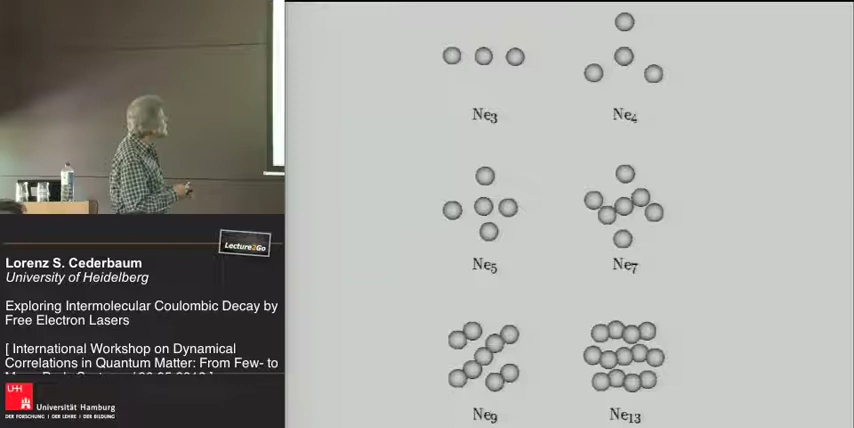 Ne3
Ne4
Ne5
Ne7
Ne9
Ne13
Lecture2Go
Lorenz S. Cederbaum
University of Heidelberg
Exploring Intermolecular Coulombic Decay by
Free Electron Lasers
[ International Workshop on Dynamical
Correlations in Quantum Matter: From Few- to
UH
Universität Hamburg
DER FORSCHUNG | DER LEHRE | DER BILDUNG